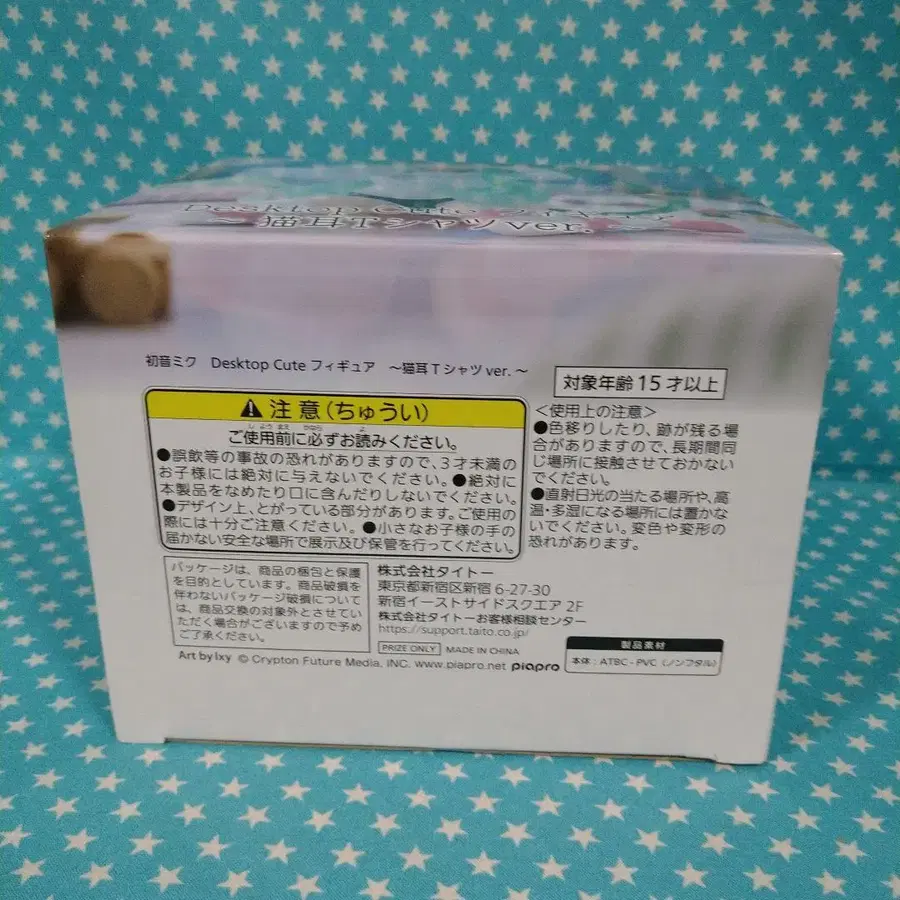 Desktop Cute フィギュア
～猫耳Tシャツver.～
初音ミク Desktop Cute フィギュア ～猫耳Tシャツver.～
対象年齢15才以上
注意(ちゅうい)
ご使用前に必ずお読みください。
●誤飲等の事故の恐れがありますので、3才未満の
お子様には絶対に与えないでください。●絶対に
本製品をなめたり口に含んだりしないでください。
●デザイン上、とがっている部分があります。ご使用の
際には十分ご注意ください。●小さなお子様の手の
届かない安全な場所で展示及び保管を行ってください。
＜使用上の注意＞
●色移りしたり、跡が残る場
合がありますので、長期間同
じ場所に接触させておかない
でください。
●直射日光の当たる場所や、高
温・多湿になる場所には置かな
いでください。変色や変形の
恐れがあります。
パッケージは、商品の梱包と保護
を目的としています。商品破損を
伴わないパッケージ破損について
は、商品交換の対象外とさせてい
ただく場合がございますので予め
ご了承ください。
株式会社タイトー
東京都新宿区新宿 6-27-30
新宿イーストサイドスクエア 2F
株式会社タイトーお客様相談センター
https://support.taito.co.jp/
PRIZE ONLY MADE IN CHINA
製品素材
本体：ATBC-PVC（ノンフタル）
Art by Ixy © Crypton Future Media, INC. www.piapro.net piapro